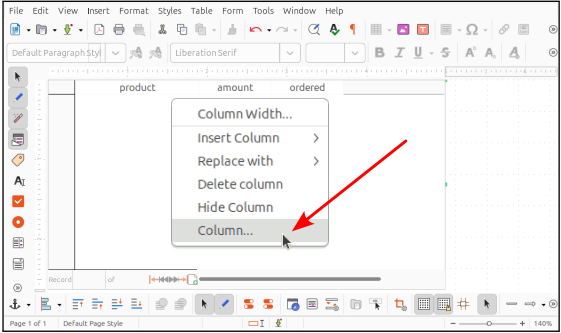 File Edit View Insert Format Styles Table Form Tools Window Help
Default Paragraph Styl Liberation Serif B I U S A A A
product amount ordered
Column Width...
Insert Column
Replace with
Delete column
Hide Column
Column...
Record of
Page 1 of 1 Default Page Style 140%